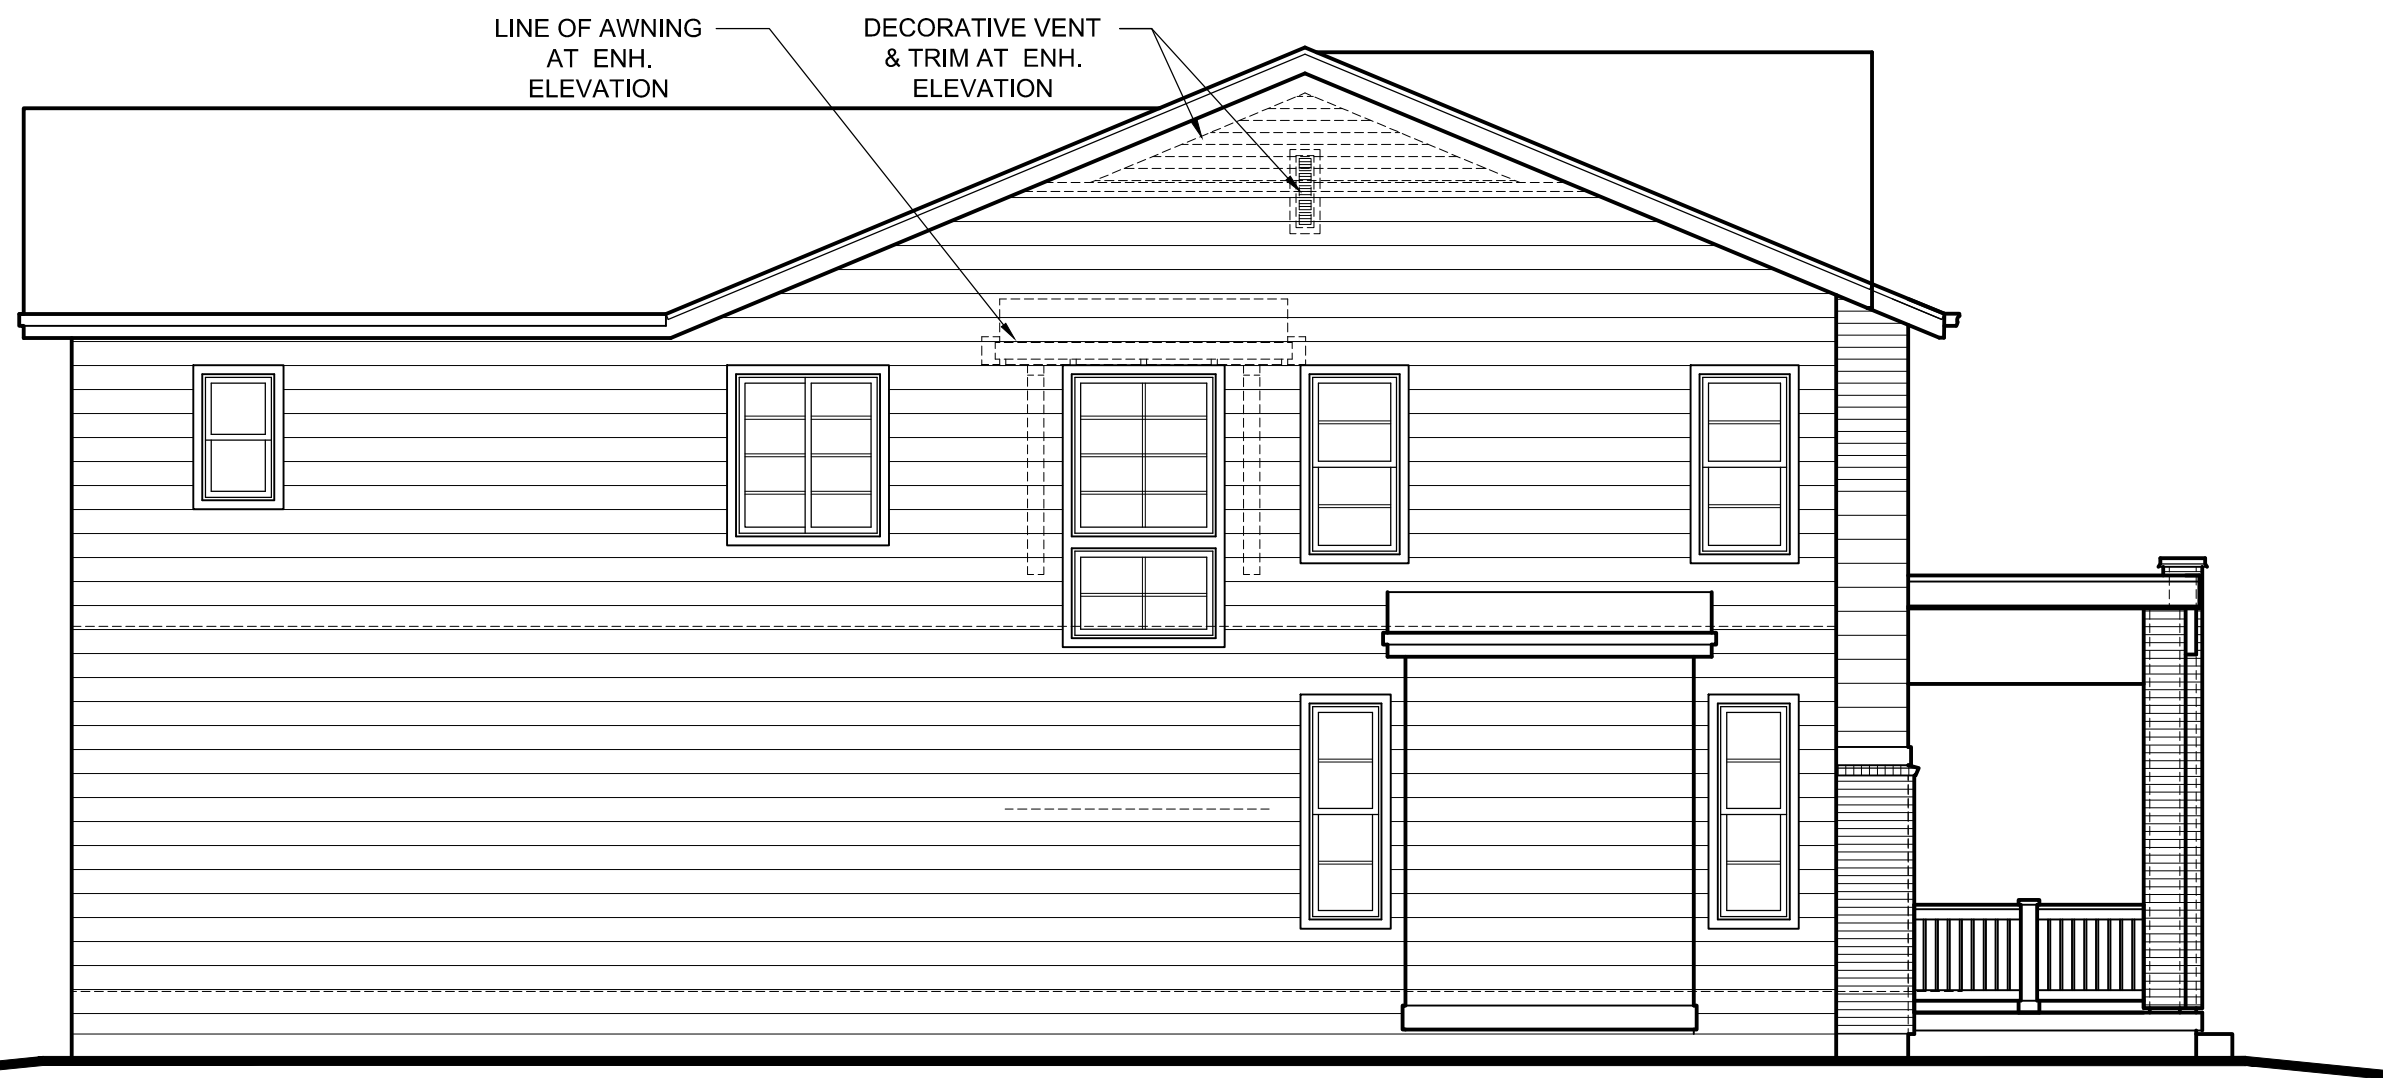 LINE OF AWNING
AT ENH.
ELEVATION
DECORATIVE VENT
& TRIM AT ENH.
ELEVATION